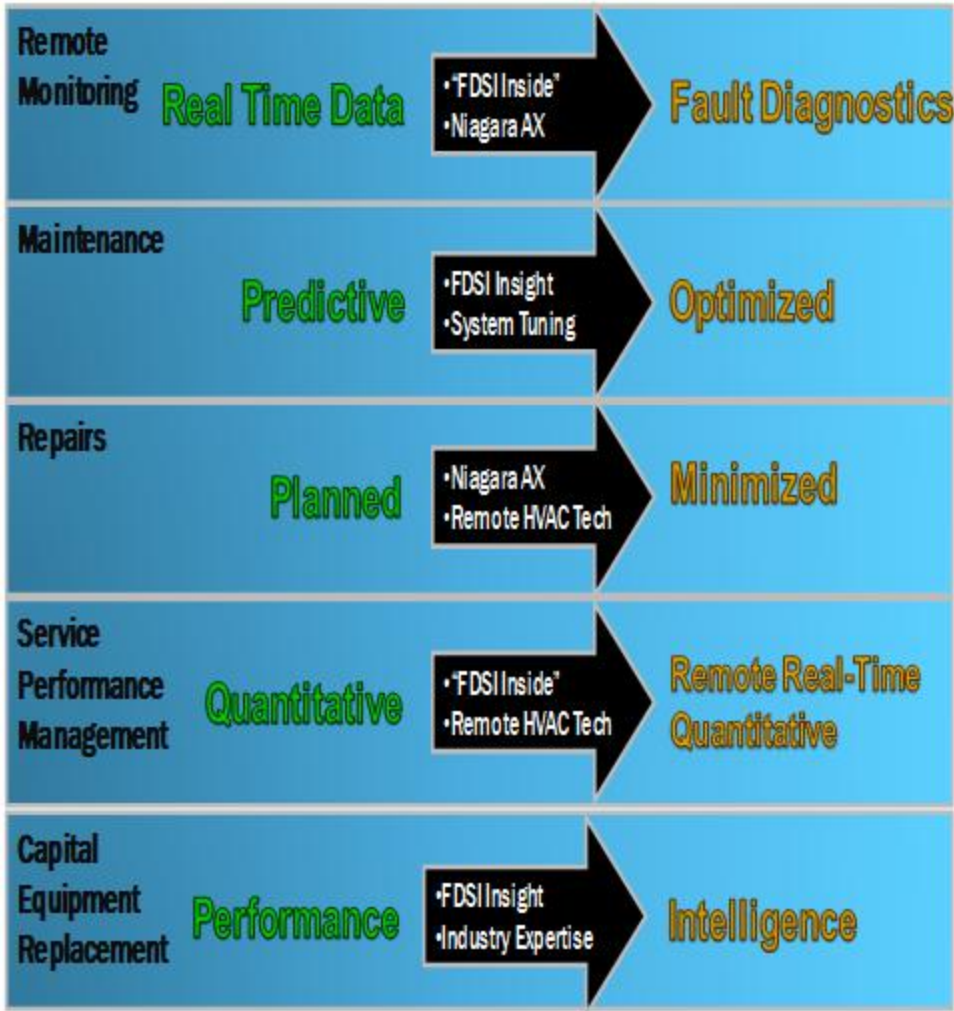 Remote
Monitoring
Real Time Data
•"FDSI Inside"
•Niagara AX
Fault Diagnostics
Maintenance
Predictive
•FDSI Insight
•System Tuning
Optimized
Repairs
Planned
•Niagara AX
•Remote HVAC Tech
Minimized
Service
Performance
Management
Quantitative
•"FDSI Inside"
•Remote HVAC Tech
Remote Real-Time
Quantitative
Capital
Equipment
Replacement
Performance
•FDSI Insight
•Industry Expertise
Intelligence